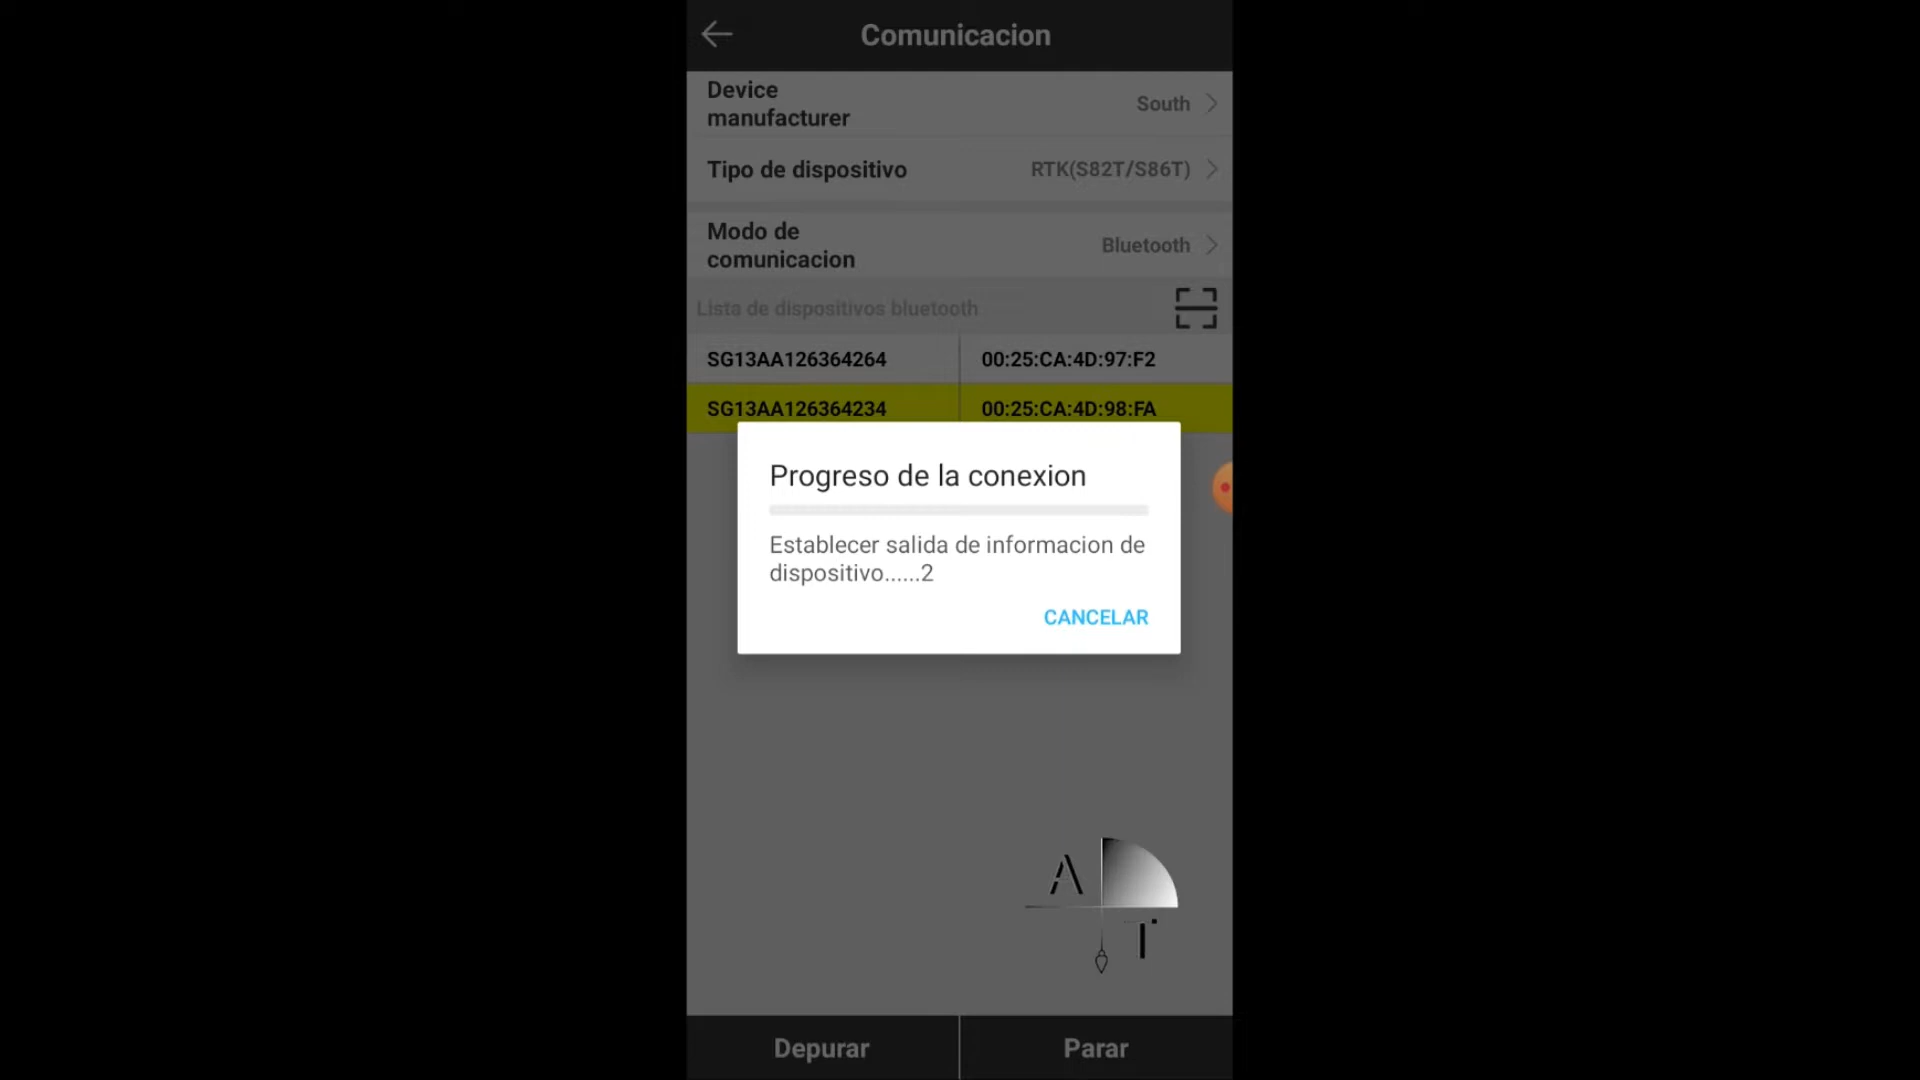 Comunicacion
Device
manufacturer
South
Tipo de dispositivo
RTK(S82T/S86T)
Modo de
comunicacion
Bluetooth
Lista de dispositivos bluetooth
SG13AA126364264
00:25:CA:4D:97:F2
SG13AA126364234
00:25:CA:4D:98:FA
Progreso de la conexion
Establecer salida de informacion de
dispositivo......2
CANCELAR
A
T
Depurar
Parar